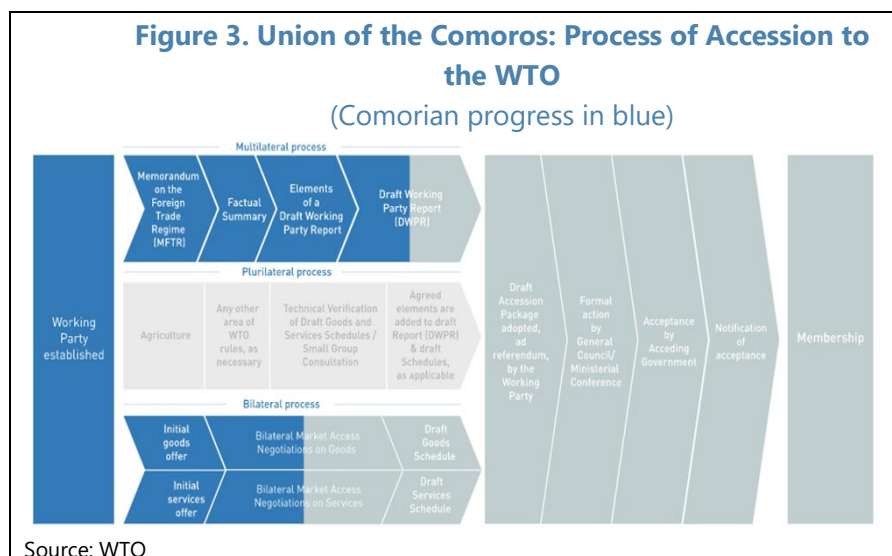 Figure 3. Union of the Comoros: Process of Accession to
the WTO
(Comorian progress in blue)
Multilateral process
Working
Party
established
Memorandum
on the
Foreign
Trade
Regime
(MFTR)
Factual
Summary
Elements
of a
Draft Working
Party Report
Draft Working
Party Report
(DWPR)
Plurilateral process
Agriculture
Any other
area of
WTO
rules, as
necessary
Technical Verification
of Draft Goods and
Services Schedules /
Small Group
Consultation
Agreed
elements are
added to draft
Report (DWPR)
& draft
Schedules,
as applicable
Bilateral process
Initial
goods
offer
Bilateral Market Access
Negotiations on Goods
Draft
Goods
Schedule
Initial
services
offer
Bilateral Market Access
Negotiations on Services
Draft
Services
Schedule
Draft
Accession
Package
adopted,
ad
referendum,
by the
Working
Party
Formal
action
by
General
Council/
Ministerial
Conference
Acceptance
by
Acceding
Government
Notification
of
acceptance
Membership
Source: WTO